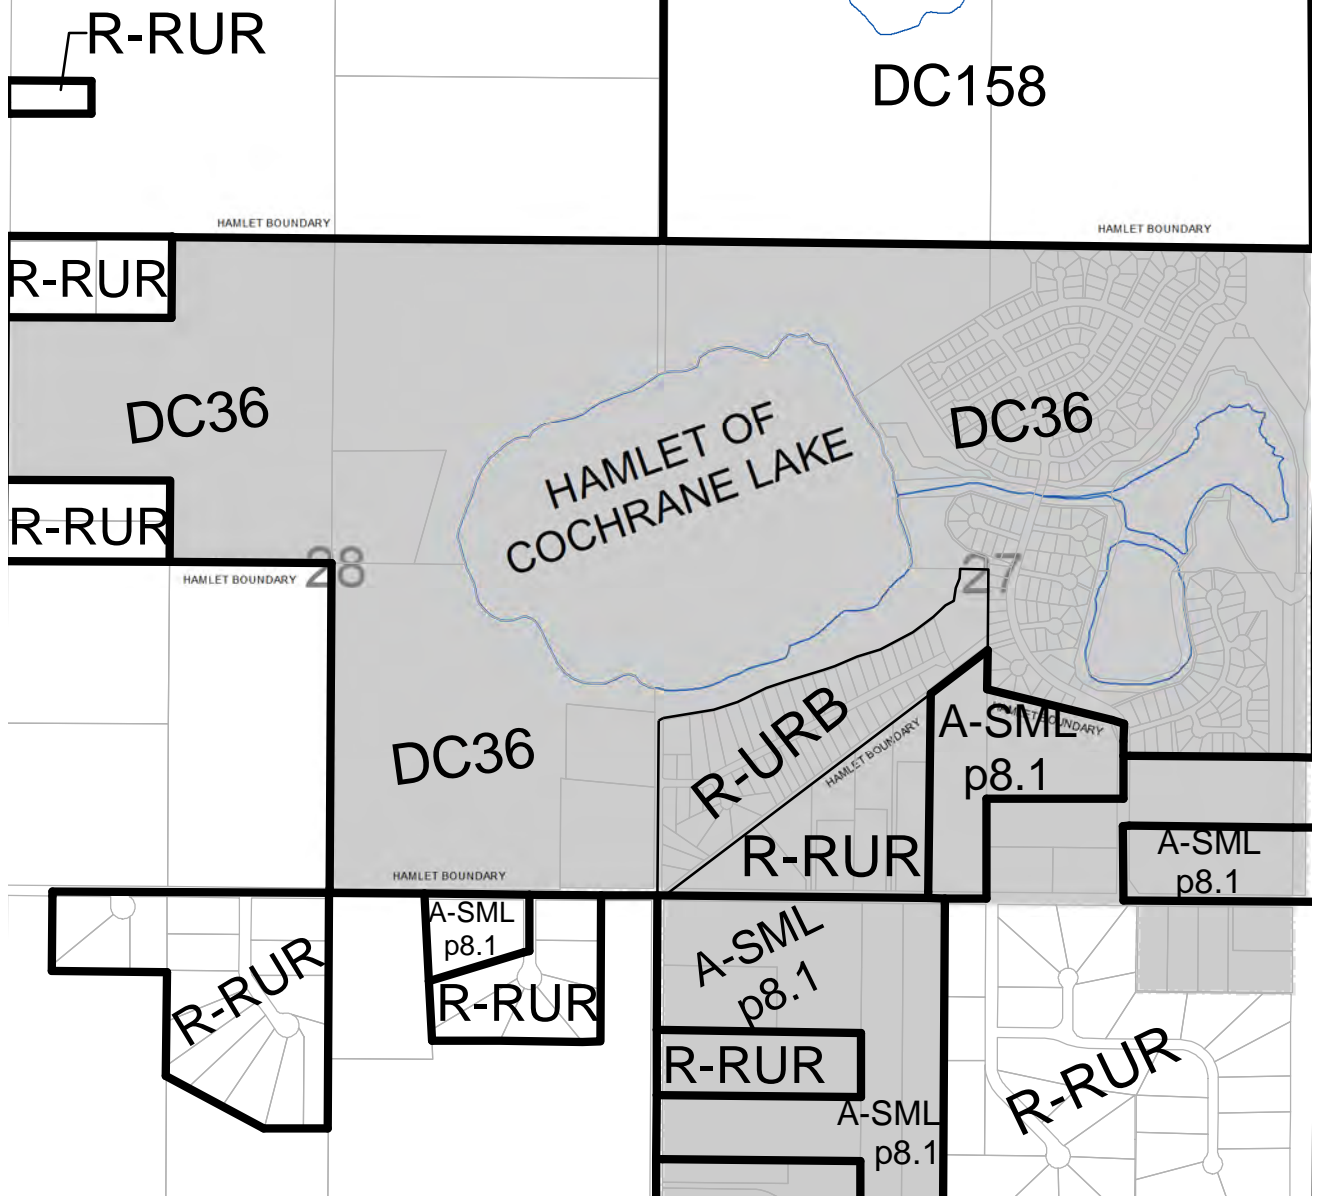 R-RUR
DC158
HAMLET BOUNDARY
HAMLET BOUNDARY
R-RUR
DC36
DC36
HAMLET OF
COCHRANE LAKE
R-RUR
HAMLET BOUNDARY
28
27
R-URB
HAMLET BOUNDARY
A-SML
p8.1
HAMLET BOUNDARY
DC36
R-RUR
A-SML
p8.1
HAMLET BOUNDARY
A-SML
p8.1
A-SML
p8.1
R-RUR
R-RUR
R-RUR
R-RUR
A-SML
p8.1